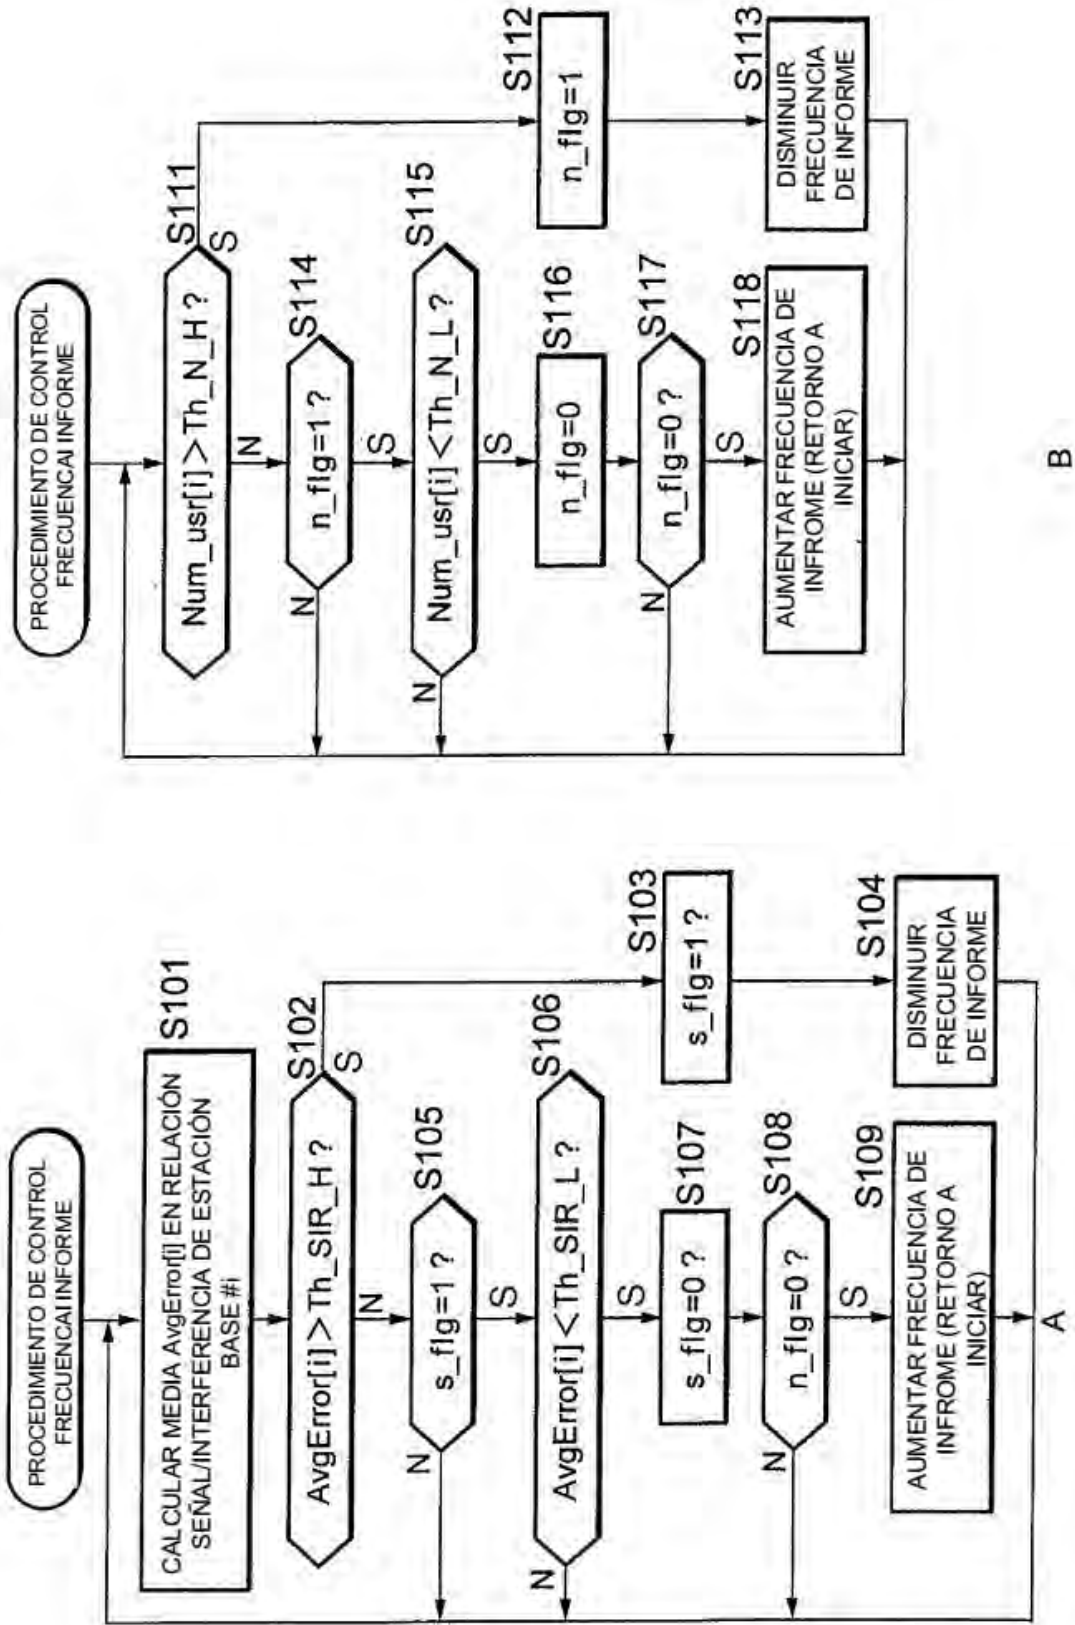 PROCEDIMIENTO DE CONTROL
FRECUENCAI INFORME
S101
CALCULAR MEDIA AvgError[i] EN RELACIÓN
SEÑAL/INTERFERENCIA DE ESTACIÓN
BASE #i
S102
AvgError[i] > Th_SIR_H ?
S
N
S105
s_flg=1 ?
N
S
S106
AvgError[i] < Th_SIR_L ?
N
S
S103
s_flg=1 ?
S107
s_flg=0 ?
S108
n_flg=0 ?
N
S
S104
DISMINUIR
FRECUENCIA
DE INFORME
S109
AUMENTAR FRECUENCIA DE
INFROME (RETORNO A
INICIAR)
A
PROCEDIMIENTO DE CONTROL
FRECUENCAI INFORME
S111
Num_usr[i] > Th_N_H ?
S
N
S114
n_flg=1 ?
N
S
S115
Num_usr[i] < Th_N_L ?
N
S
S112
n_flg=1
S116
n_flg=0
S117
n_flg=0 ?
N
S
S113
DISMINUIR
FRECUENCIA
DE INFORME
S118
AUMENTAR FRECUENCIA DE
INFROME (RETORNO A
INICIAR)
B